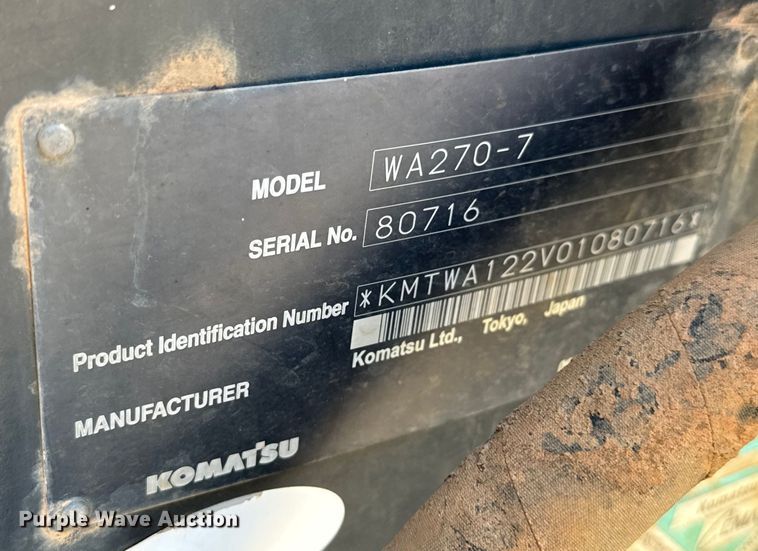 MODEL WA270-7
SERIAL No. 80716
Product Identification Number *KMTWA122V01080716*
MANUFACTURER Komatsu Ltd., Tokyo, Japan
KOMATSU
Purple Wave Auction